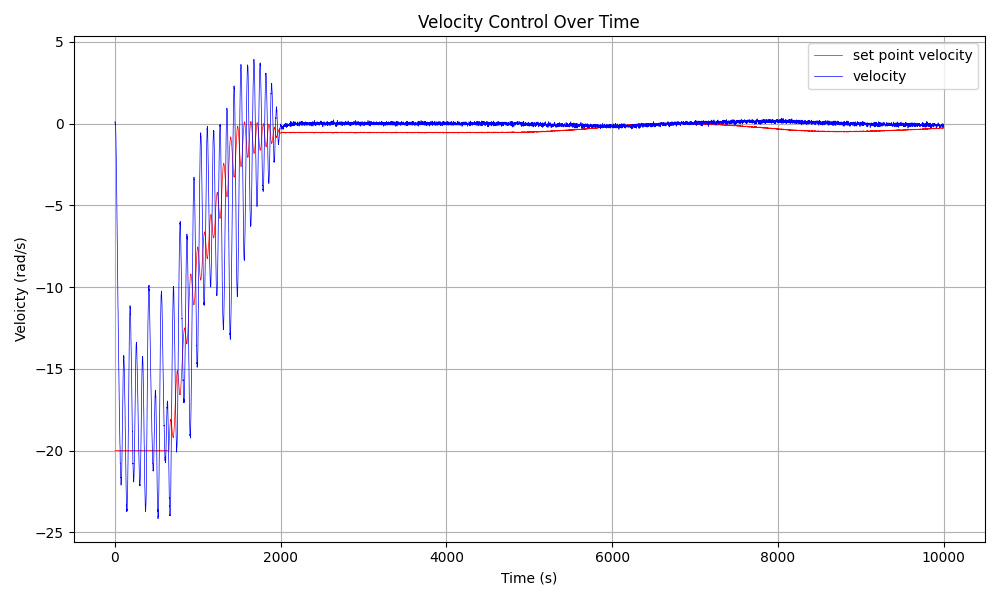 Velocity Control Over Time
set point velocity
velocity
5
0
−5
−10
−15
−20
−25
Veloicty (rad/s)
0
2000
4000
6000
8000
10000
Time (s)